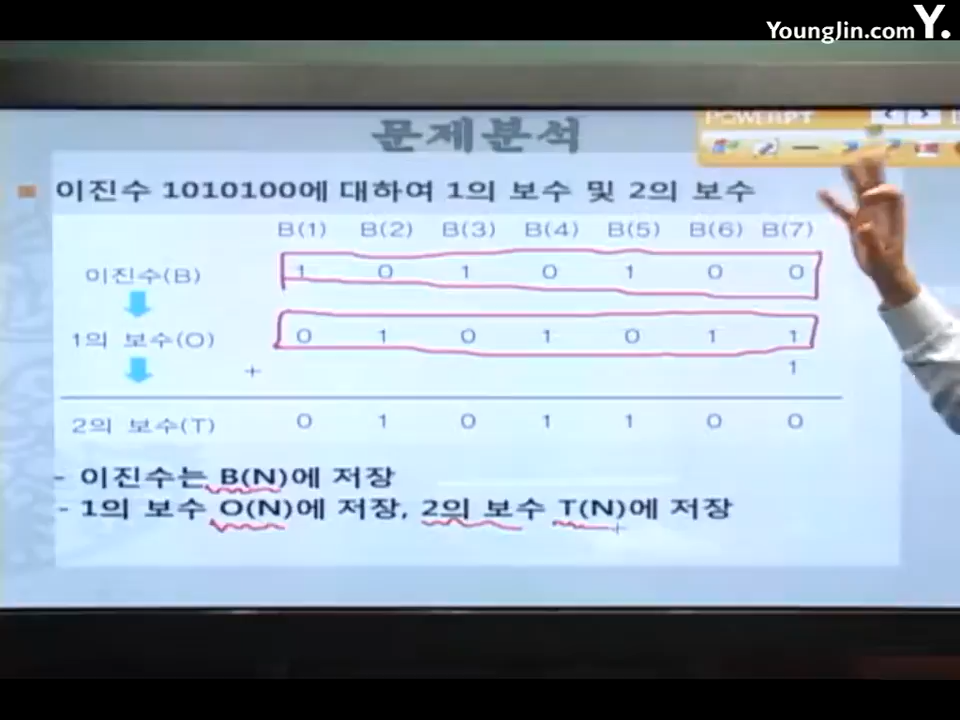 YoungJin.com Y.
POWERPT
문제분석
이진수 1010100에 대하여 1의 보수 및 2의 보수
B(1) B(2) B(3) B(4) B(5) B(6) B(7)
이진수(B) 1 0 1 0 1 0 0
1의 보수(O) 0 1 0 1 0 1 1
+ 1
2의 보수(T) 0 1 0 1 1 0 0
- 이진수는 B(N)에 저장
- 1의 보수 O(N)에 저장, 2의 보수 T(N)에 저장